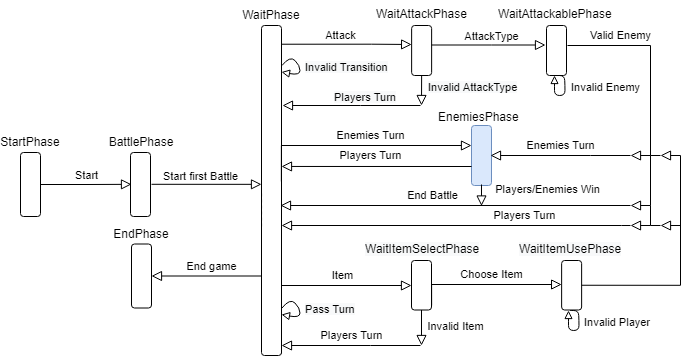 WaitPhase
WaitAttackPhase
WaitAttackablePhase
Attack
AttackType
Valid Enemy
Invalid Transition
Invalid AttackType
Invalid Enemy
Players Turn
EnemiesPhase
StartPhase
BattlePhase
Enemies Turn
Enemies Turn
Players Turn
Start
Start first Battle
Players/Enemies Win
End Battle
Players Turn
EndPhase
WaitItemSelectPhase
WaitItemUsePhase
End game
Item
Choose Item
Pass Turn
Invalid Item
Invalid Player
Players Turn